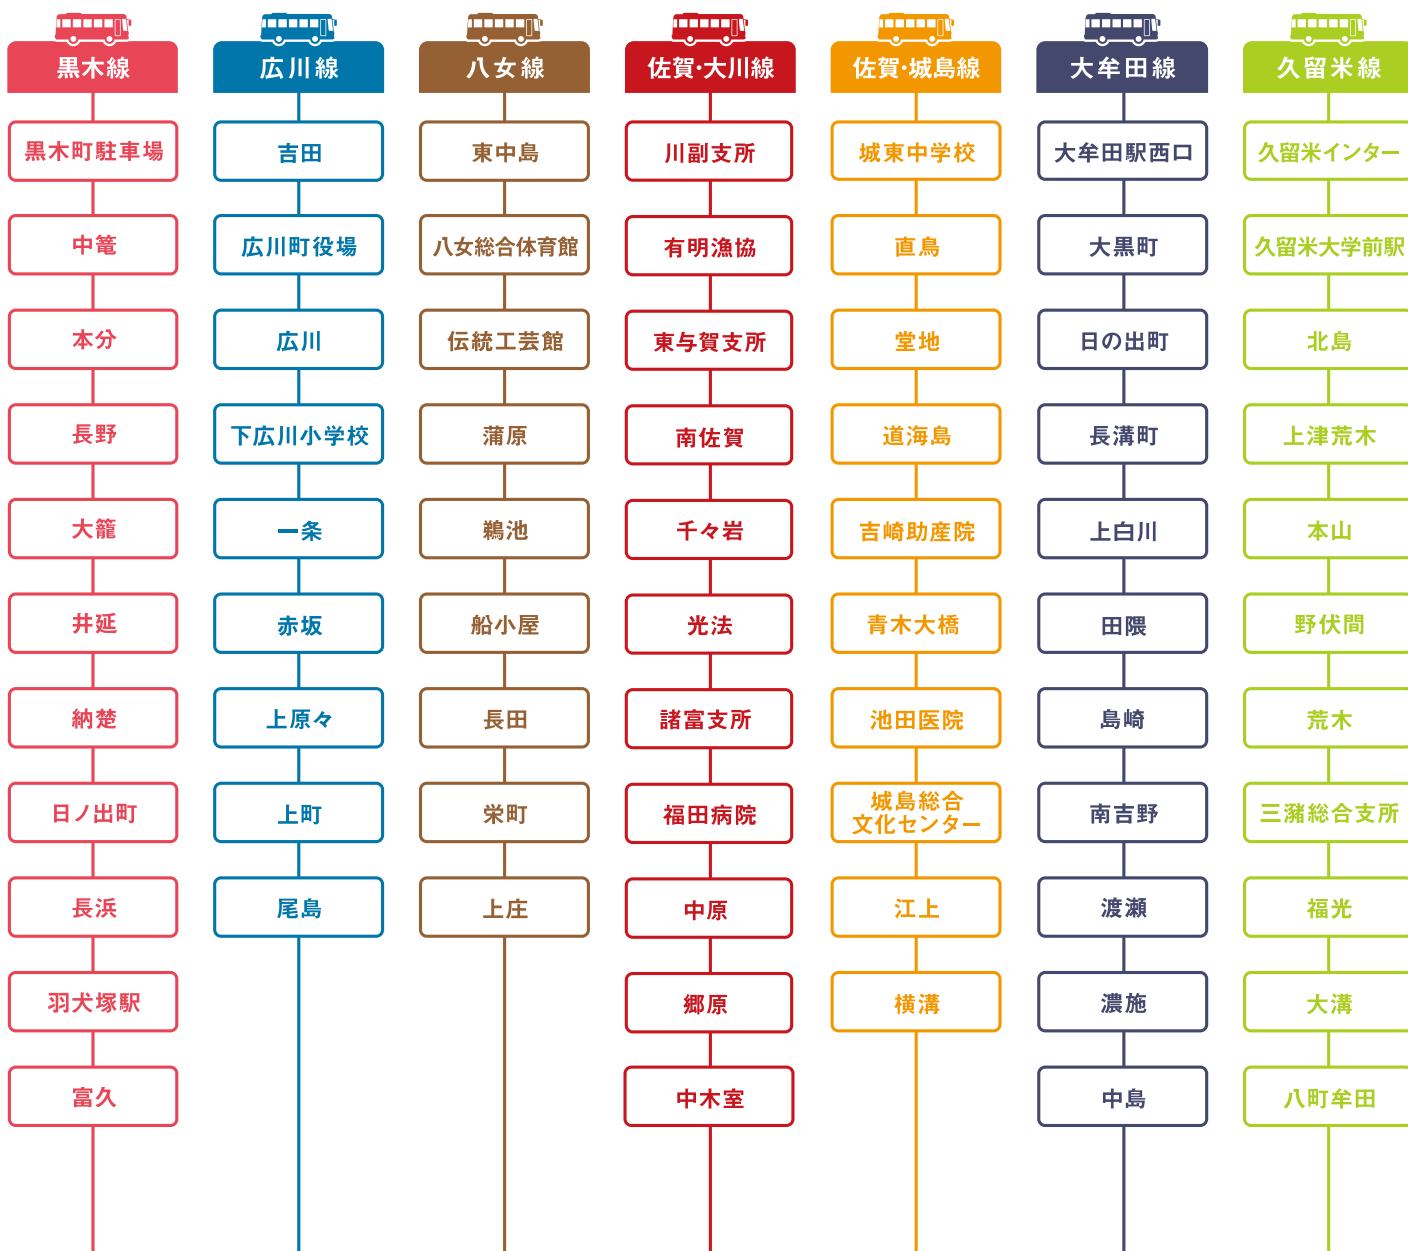 黒木線
黒木町駐車場
中篭
本分
長野
大籠
井延
納楚
日ノ出町
長浜
羽犬塚駅
富久
広川線
吉田
広川町役場
広川
下広川小学校
一条
赤坂
上原々
上町
尾島
八女線
東中島
八女総合体育館
伝統工芸館
蒲原
鵜池
船小屋
長田
栄町
上庄
佐賀・大川線
川副支所
有明漁協
東与賀支所
南佐賀
千々岩
光法
諸富支所
福田病院
中原
郷原
中木室
佐賀・城島線
城東中学校
直鳥
堂地
道海島
吉崎助産院
青木大橋
池田医院
城島総合
文化センター
江上
横溝
大牟田線
大牟田駅西口
大黒町
日の出町
長溝町
上白川
田隈
島崎
南吉野
渡瀬
濃施
中島
久留米線
久留米インター
久留米大学前駅
北島
上津荒木
本山
野伏間
荒木
三潴総合支所
福光
大溝
八町牟田